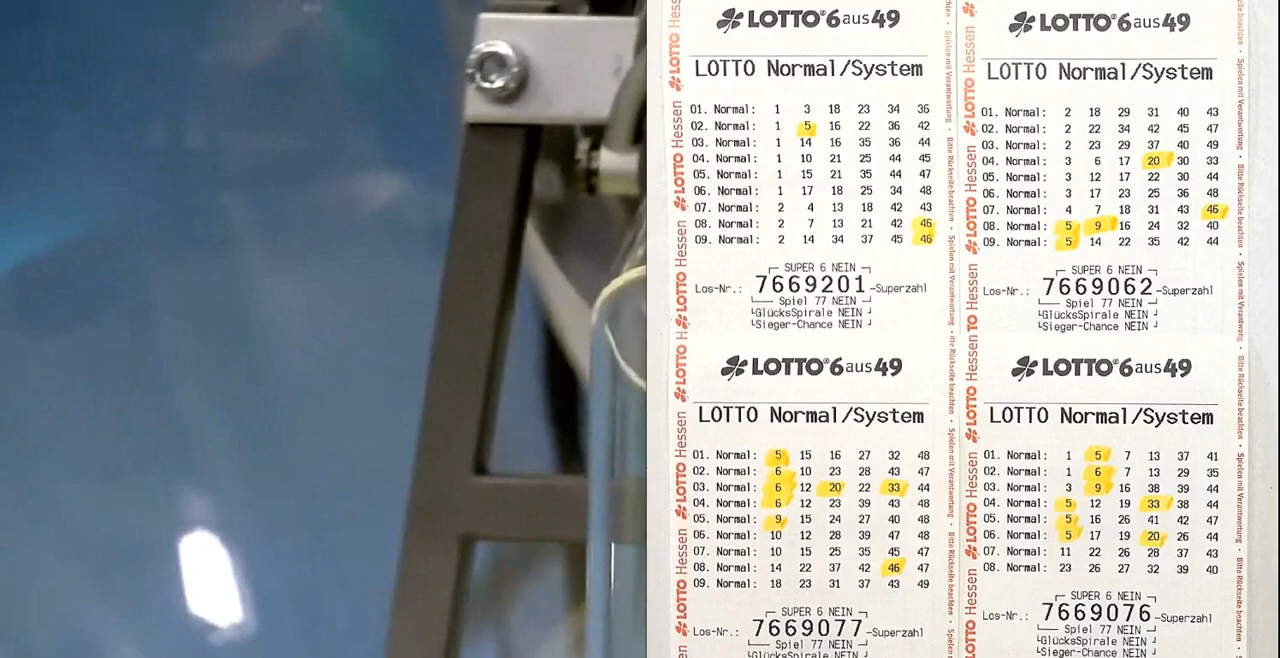 LOTTO®6aus49
LOTTO Normal/System
01. Normal: 1 3 18 23 34 36
02. Normal: 1 5 16 22 36 42
03. Normal: 1 14 16 35 36 44
04. Normal: 1 10 21 25 44 45
05. Normal: 1 15 21 35 44 47
06. Normal: 1 17 18 25 34 48
07. Normal: 2 4 13 18 42 43
08. Normal: 2 7 13 21 42 46
09. Normal: 2 14 34 37 45 46
SUPER 6 NEIN
Los-Nr.: 7669201-Superzahl
Spiel 77 NEIN
GlücksSpirale NEIN
Sieger-Chance NEIN
LOTTO®6aus49
LOTTO Normal/System
01. Normal: 2 18 29 31 40 43
02. Normal: 2 22 34 42 45 47
03. Normal: 2 23 29 37 40 49
04. Normal: 3 6 17 20 30 33
05. Normal: 3 12 17 22 30 44
06. Normal: 3 17 23 25 36 48
07. Normal: 4 7 18 31 43 46
08. Normal: 5 9 16 24 32 40
09. Normal: 5 14 22 35 42 44
SUPER 6 NEIN
Los-Nr.: 7669062-Superzahl
Spiel 77 NEIN
GlücksSpirale NEIN
Sieger-Chance NEIN
LOTTO®6aus49
LOTTO Normal/System
01. Normal: 5 15 16 27 32 48
02. Normal: 6 10 23 28 43 47
03. Normal: 6 12 20 22 33 44
04. Normal: 6 12 23 39 43 48
05. Normal: 9 15 24 27 40 48
06. Normal: 10 12 28 39 47 48
07. Normal: 10 15 25 35 45 47
08. Normal: 14 22 37 42 46 47
09. Normal: 18 23 31 37 43 49
SUPER 6 NEIN
Los-Nr.: 7669077-Superzahl
Spiel 77 NEIN
GlücksSpirale NEIN
LOTTO®6aus49
LOTTO Normal/System
01. Normal: 1 5 7 13 37 41
02. Normal: 1 6 7 13 29 35
03. Normal: 3 9 16 38 39 44
04. Normal: 5 12 19 33 38 44
05. Normal: 5 16 26 41 42 47
06. Normal: 5 17 19 20 26 44
07. Normal: 11 22 26 28 37 43
08. Normal: 23 26 27 32 39 40
SUPER 6 NEIN
Los-Nr.: 7669076-Superzahl
Spiel 77 NEIN
GlücksSpirale NEIN
Sieger-Chance NEIN
LOTTO Hessen
LOTTO Hessen
LOTTO Hessen
LOTTO Hessen
LOTTO Hessen
LOTTO Hessen
Bitte Rückseite beachten · Spielen mit Verantwortung